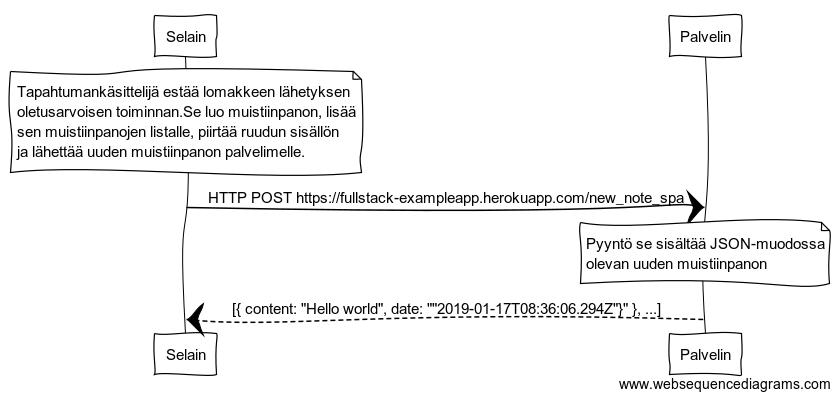 Selain
Palvelin
Tapahtumankäsittelijä estää lomakkeen lähetyksen
oletusarvoisen toiminnan.Se luo muistiinpanon, lisää
sen muistiinpanojen listalle, piirtää ruudun sisällön
ja lähettää uuden muistiinpanon palvelimelle.
HTTP POST https://fullstack-exampleapp.herokuapp.com/new_note_spa
Pyyntö se sisältää JSON-muodossa
olevan uuden muistiinpanon
[{ content: "Hello world", date: ""2019-01-17T08:36:06.294Z"}" }, ...]
Selain
Palvelin
www.websequencediagrams.com